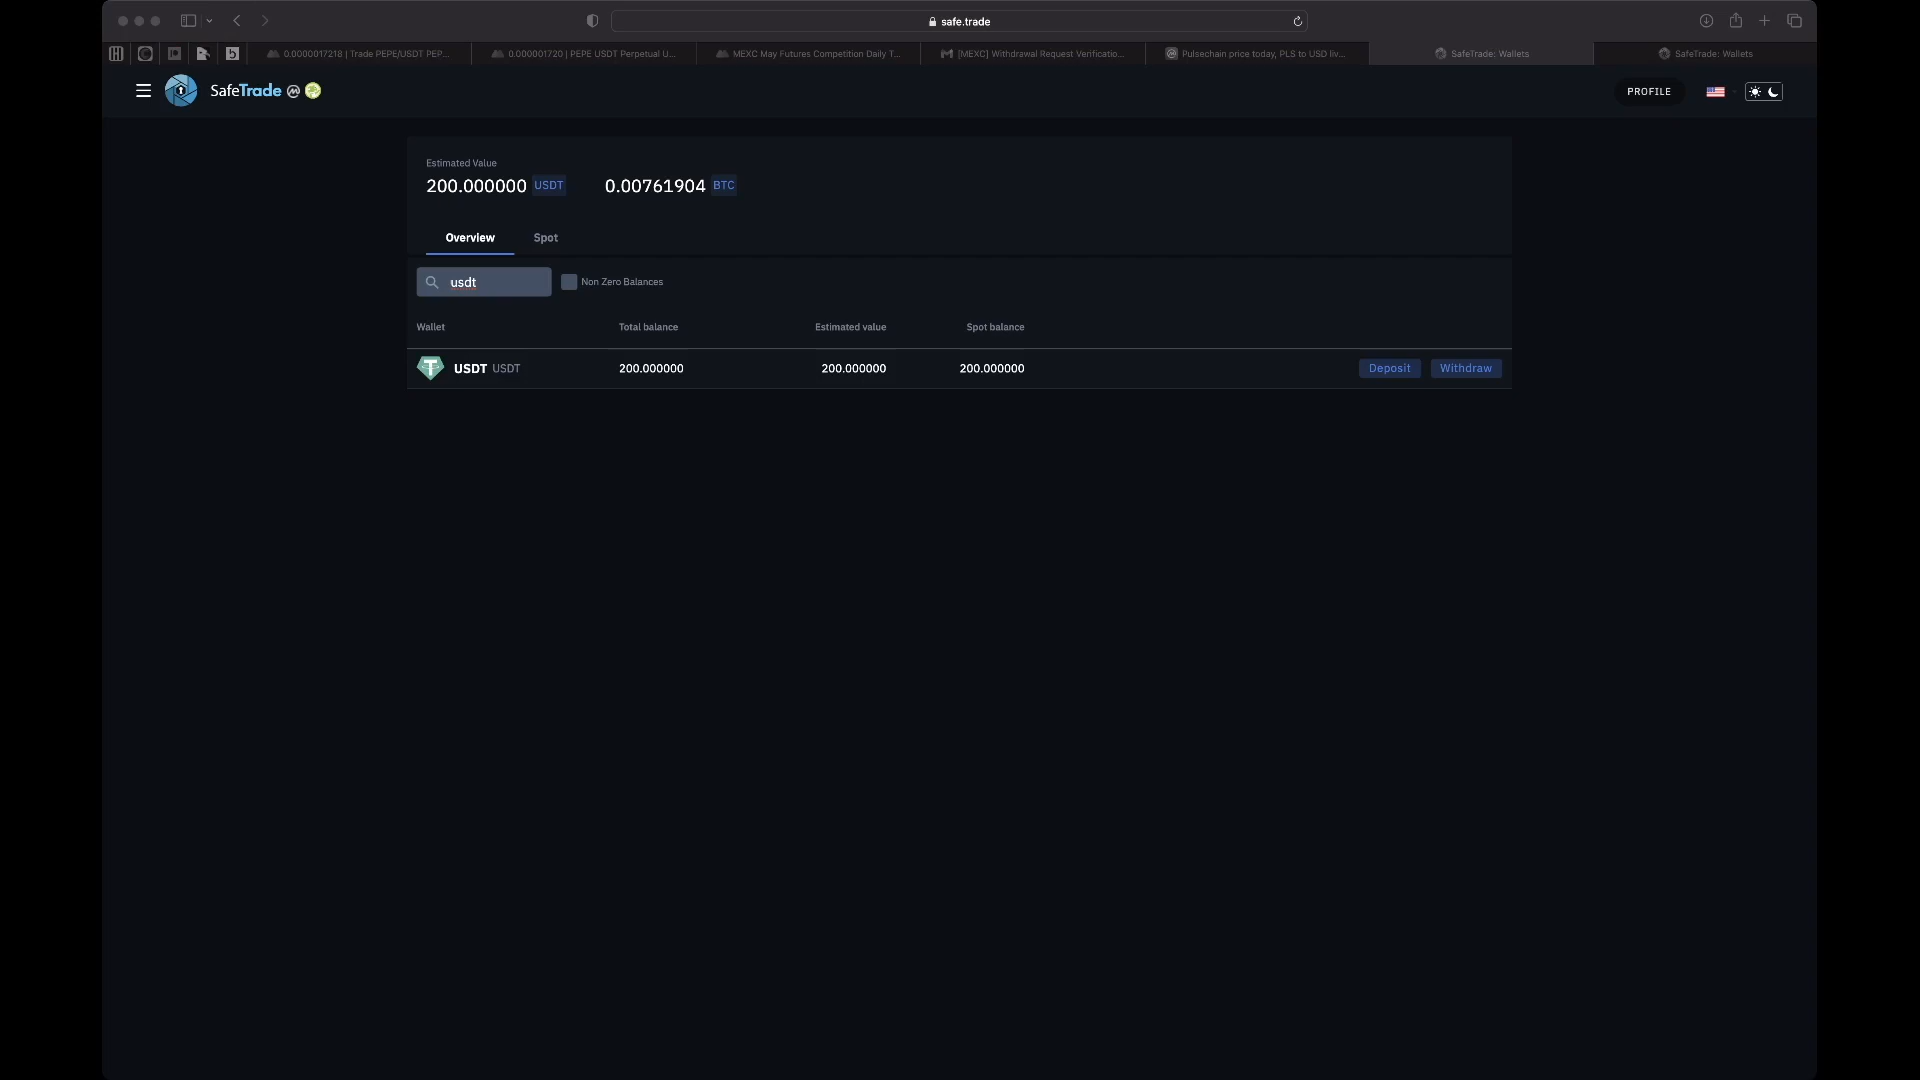 safe.trade
0.0000017218 | Trade PEPE/USDT PEP...
0.000001720 | PEPE USDT Perpetual U...
MEXC May Futures Competition Daily T...
[MEXC] Withdrawal Request Verificatio...
Pulsechain price today, PLS to USD liv...
SafeTrade: Wallets
SafeTrade: Wallets
SafeTrade
PROFILE
Estimated Value
200.000000 USDT 0.00761904 BTC
Overview Spot
usdt Non Zero Balances
Wallet Total balance Estimated value Spot balance
USDT USDT 200.000000 200.000000 200.000000 Deposit Withdraw